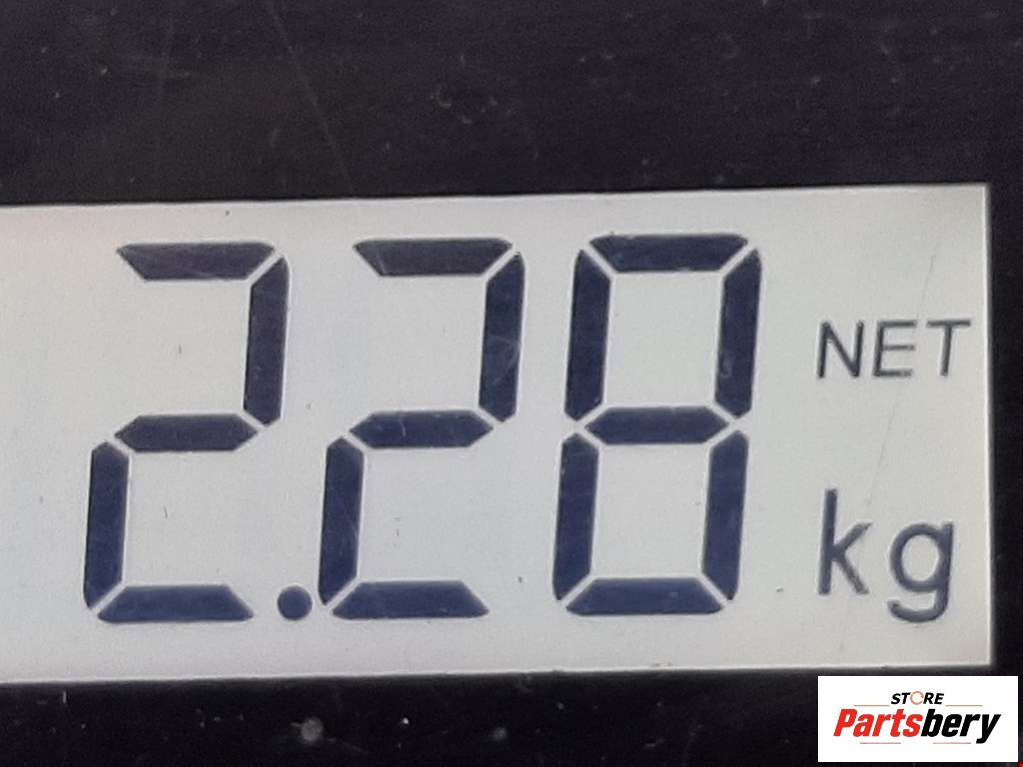 2.28 NET
kg
STORE
Partsbery